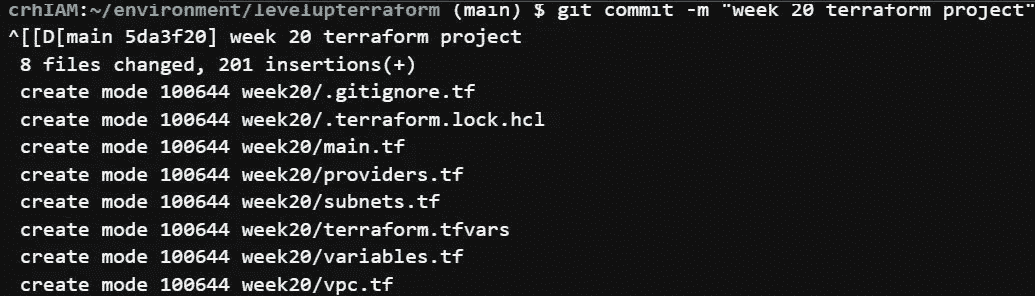 crhIAM:~/environment/levelupterraform (main) $ git commit -m "week 20 terraform project"
^[[D[main 5da3f20] week 20 terraform project
 8 files changed, 201 insertions(+)
 create mode 100644 week20/.gitignore.tf
 create mode 100644 week20/.terraform.lock.hcl
 create mode 100644 week20/main.tf
 create mode 100644 week20/providers.tf
 create mode 100644 week20/subnets.tf
 create mode 100644 week20/terraform.tfvars
 create mode 100644 week20/variables.tf
 create mode 100644 week20/vpc.tf